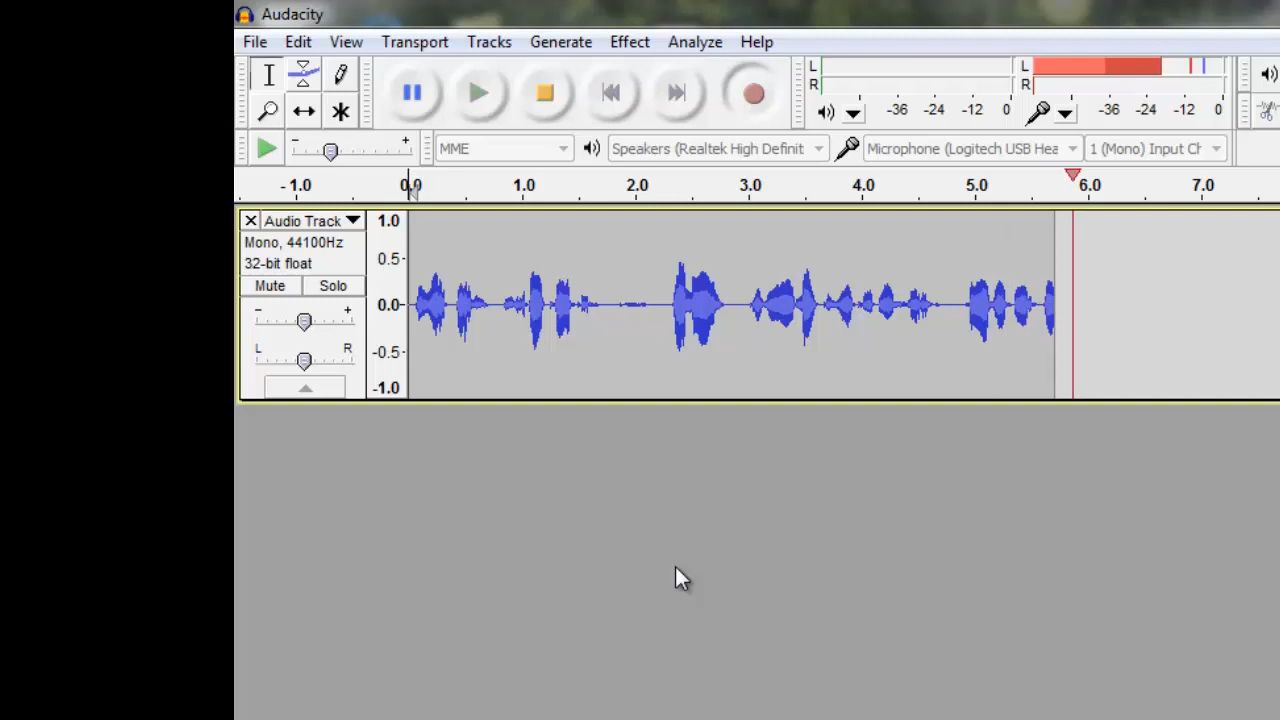 Audacity
File Edit View Transport Tracks Generate Effect Analyze Help
L
R
-36 -24 -12 0
L
R
-36 -24 -12 0
- +
MME
Speakers (Realtek High Definit
Microphone (Logitech USB Hea
1 (Mono) Input Ch
- 1.0 0.0 1.0 2.0 3.0 4.0 5.0 6.0 7.0
Audio Track
Mono, 44100Hz
32-bit float
Mute Solo
- +
L R
1.0
0.5-
0.0-
-0.5-
-1.0